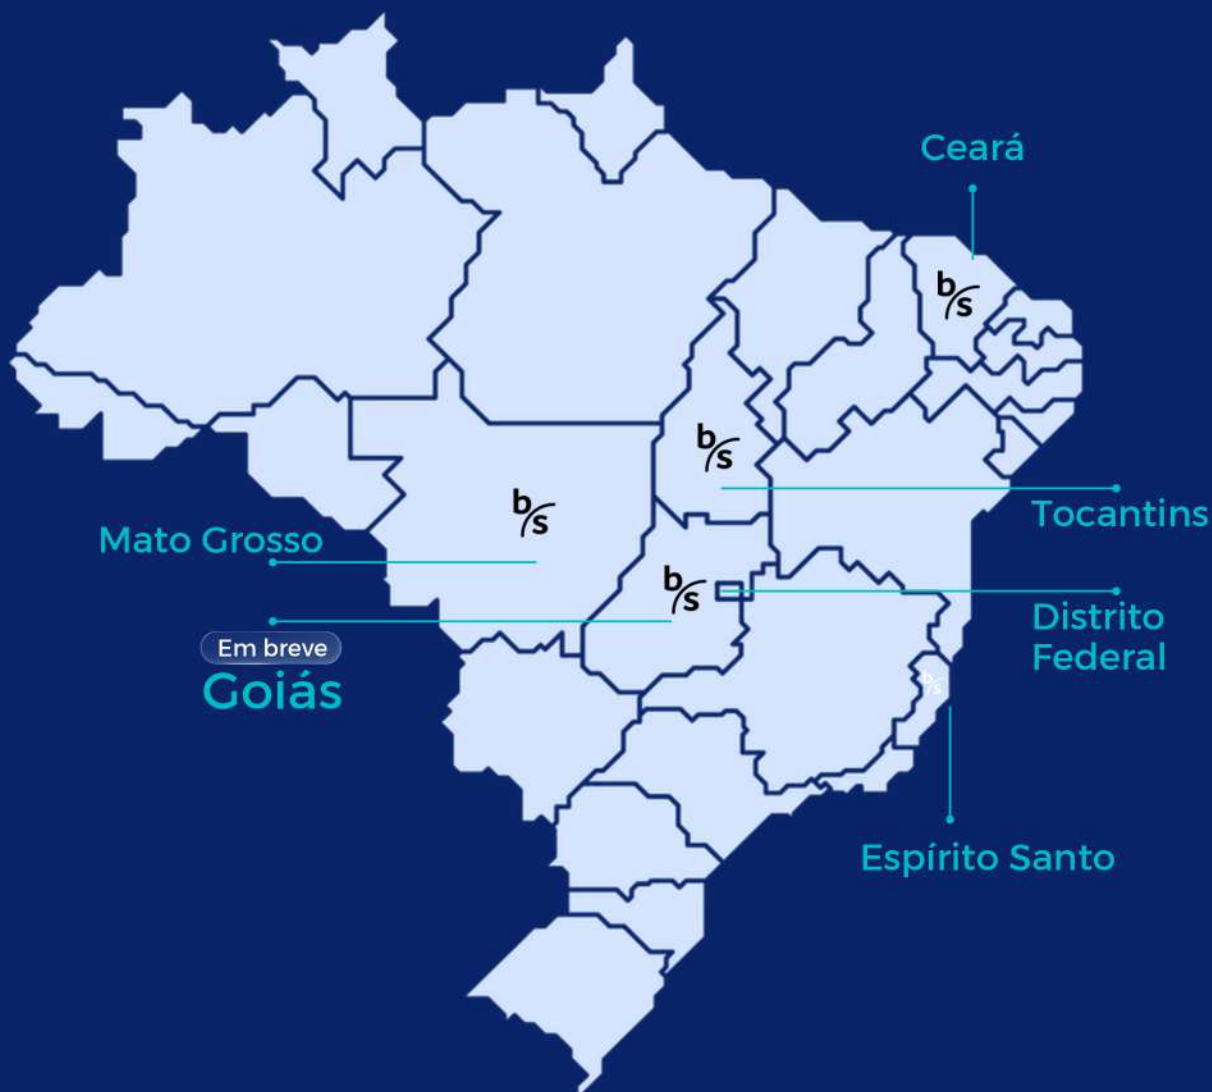 Ceará
b/s
b/s
Tocantins
b/s
Mato Grosso
b/s
Distrito
Federal
Em breve
Goiás
b/s
Espírito Santo